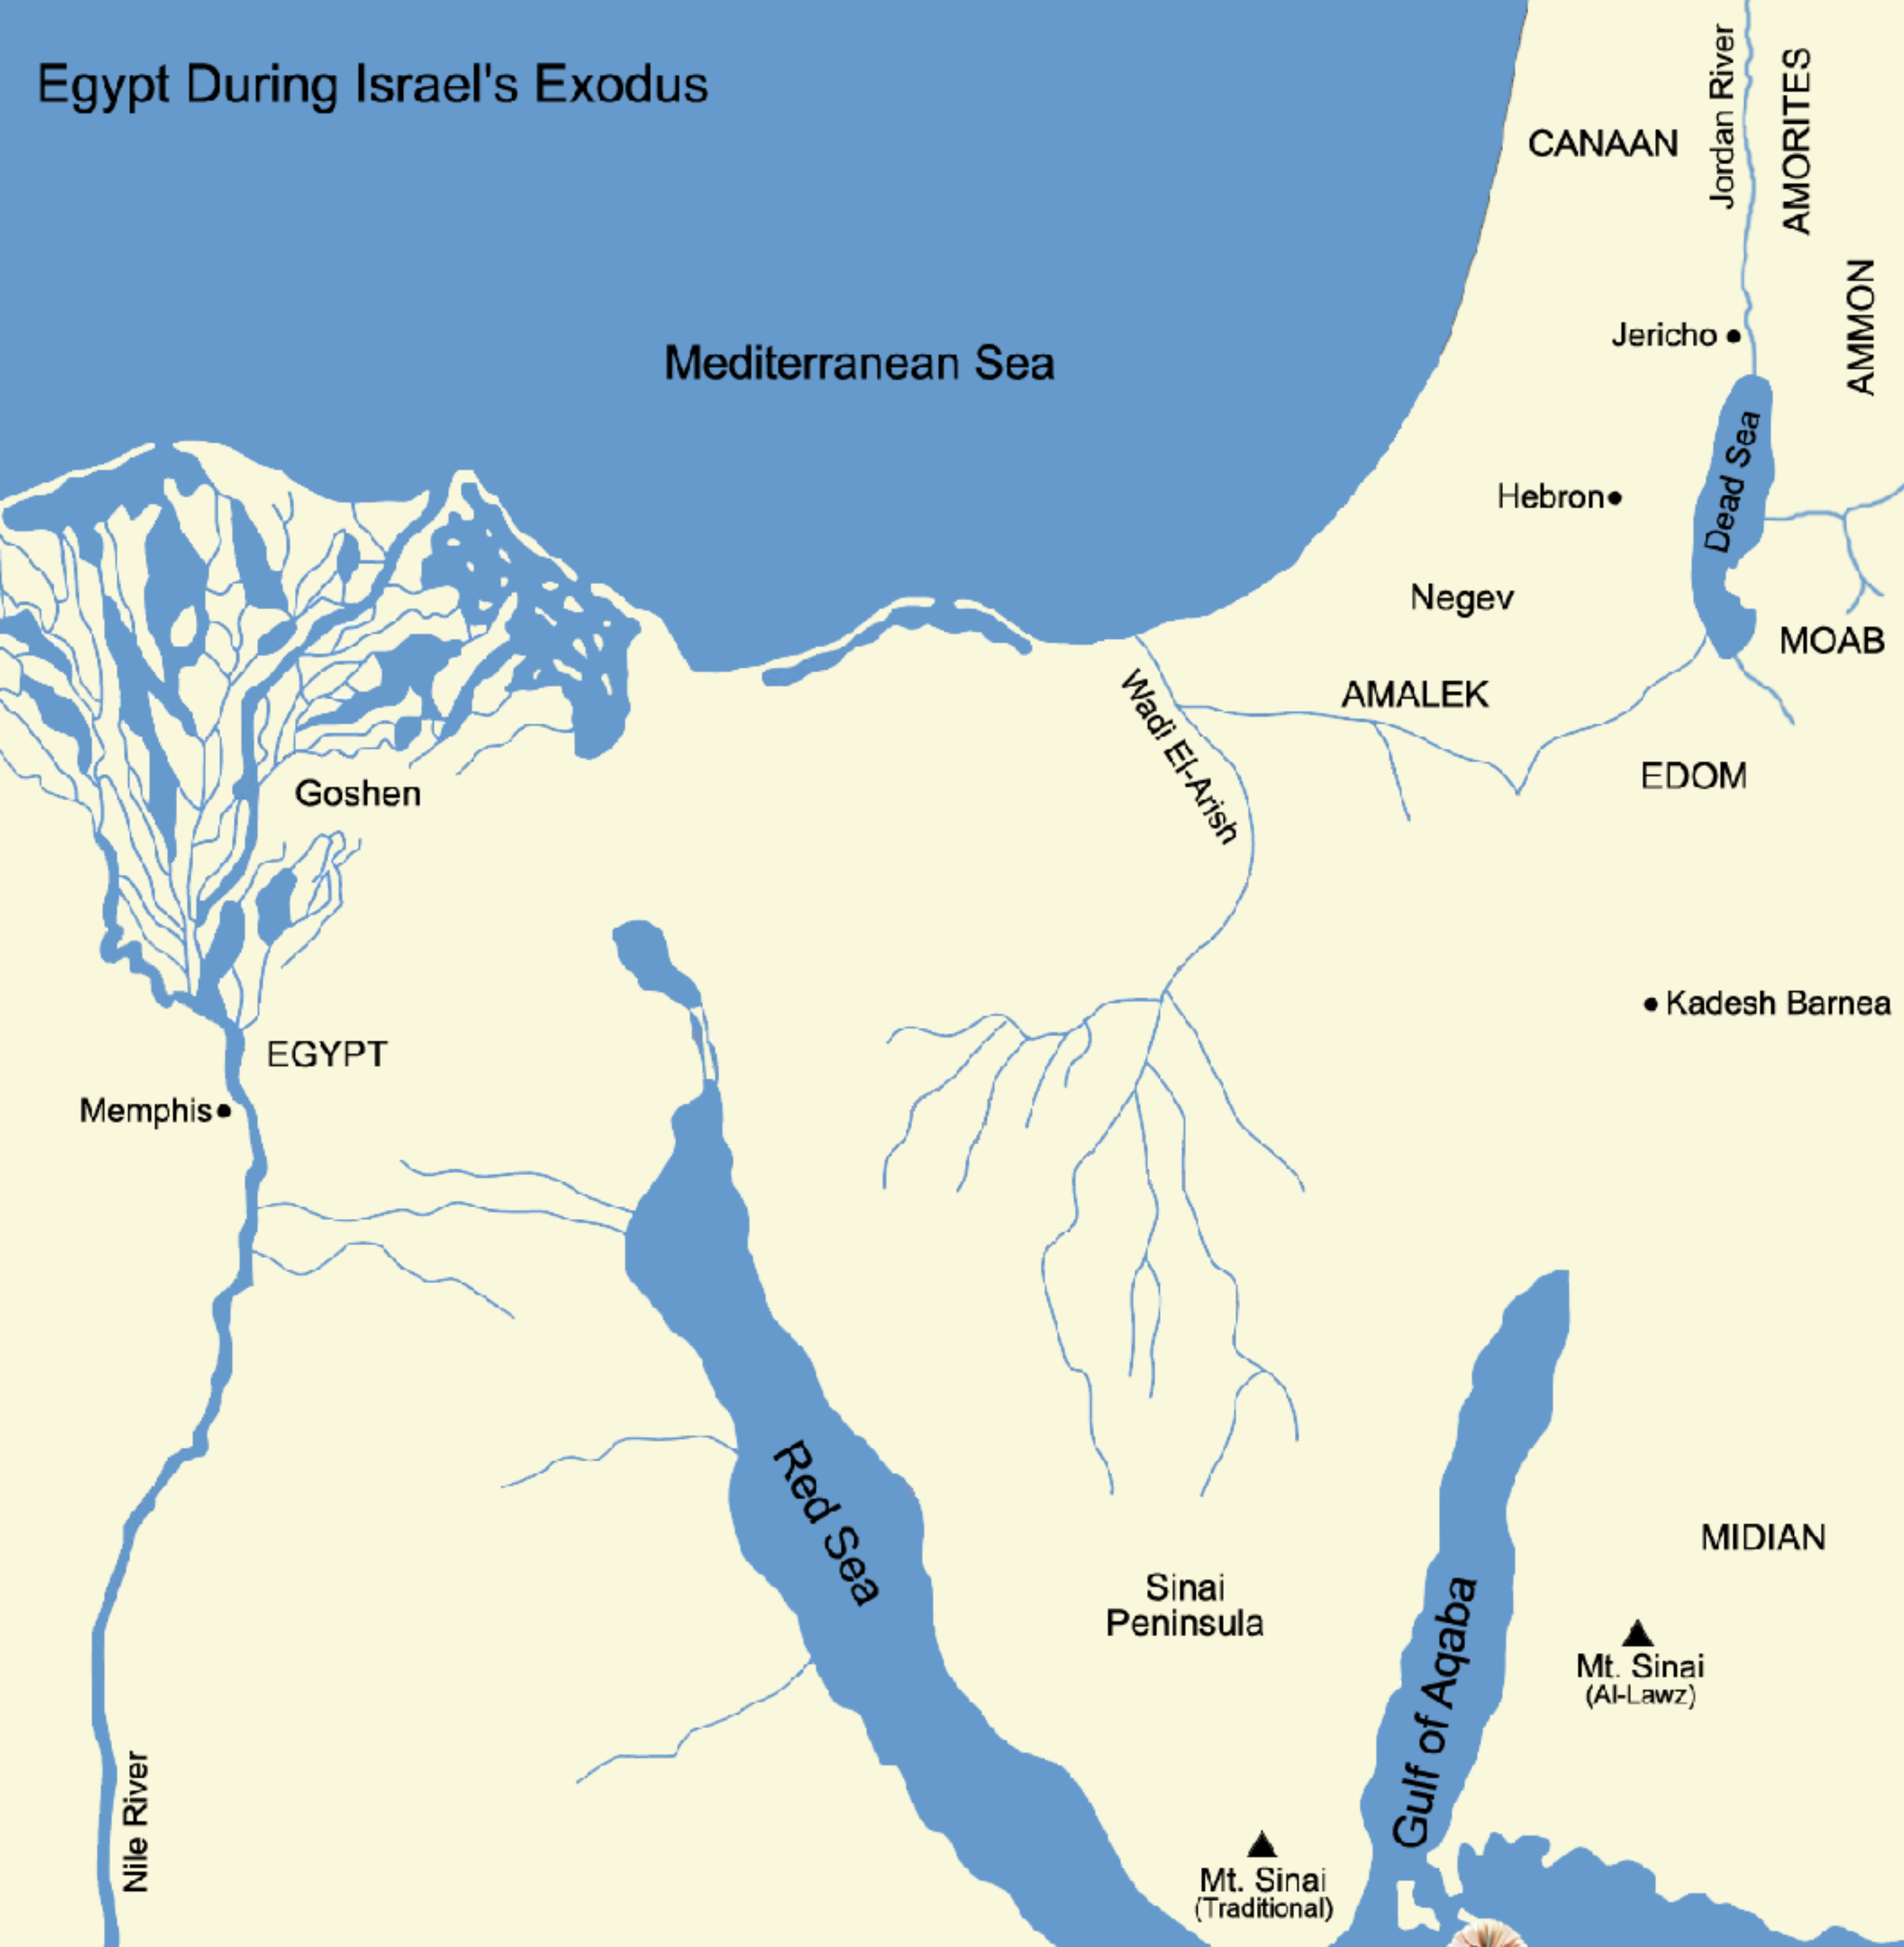 Egypt During Israel's Exodus
CANAAN
Jordan River
AMORITES
AMMON
Jericho
Mediterranean Sea
Dead Sea
Hebron
Negev
MOAB
AMALEK
Wadi El-Arish
EDOM
Goshen
Kadesh Barnea
EGYPT
Memphis
Red Sea
MIDIAN
Sinai
Peninsula
Gulf of Aqaba
Mt. Sinai
(Al-Lawz)
Nile River
Mt. Sinai
(Traditional)